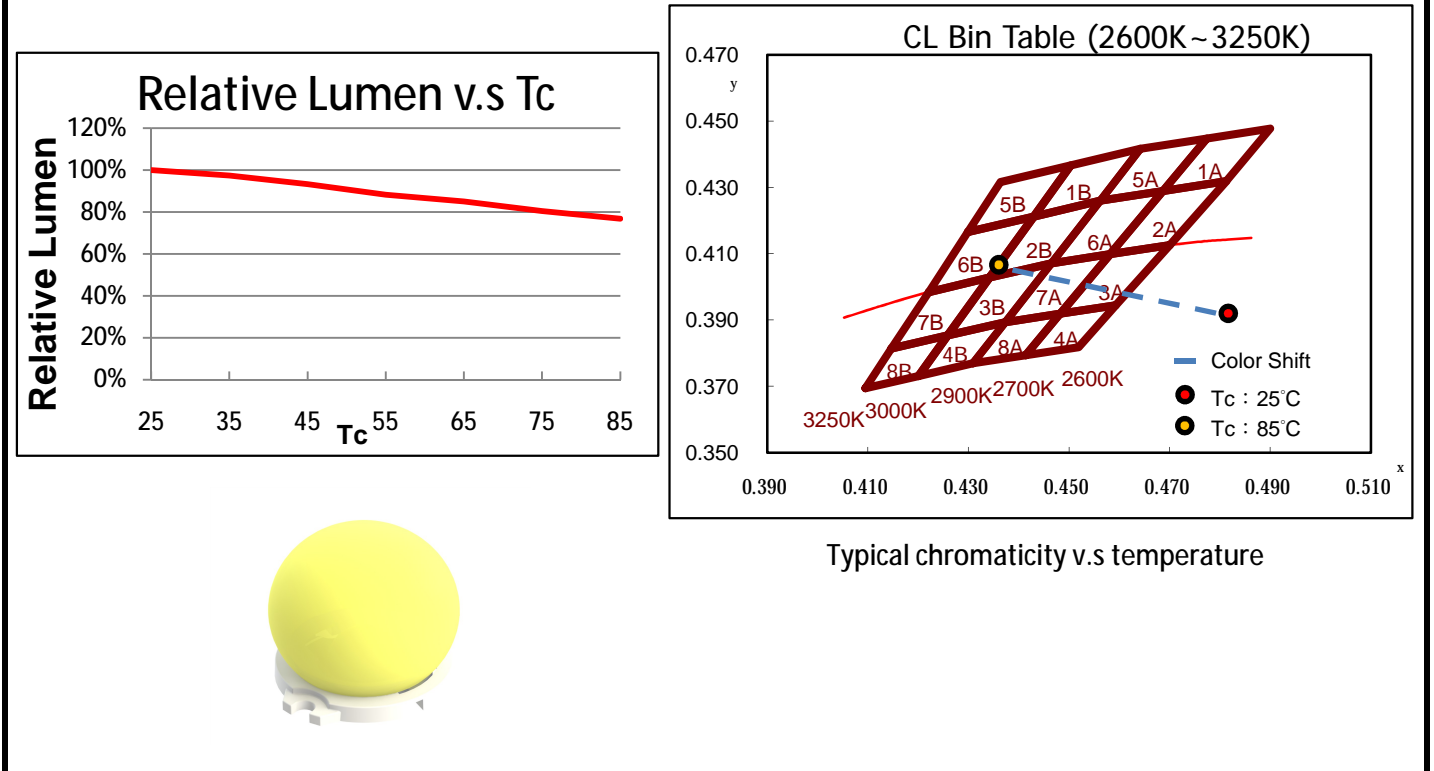 Relative Lumen v.s Tc
Relative Lumen
120%
100%
80%
60%
40%
20%
0%
25 35 45 55 65 75 85
Tc
CL Bin Table (2600K~3250K)
y
0.470
0.450
0.430
0.410
0.390
0.370
0.350
5B 1B 5A 1A
6B 2B 6A 2A
7B 3B 7A 3A
8B 4B 8A 4A
3250K 3000K 2900K 2700K 2600K
Color Shift
Tc：25℃
Tc：85℃
x
0.390 0.410 0.430 0.450 0.470 0.490 0.510
Typical chromaticity v.s temperature